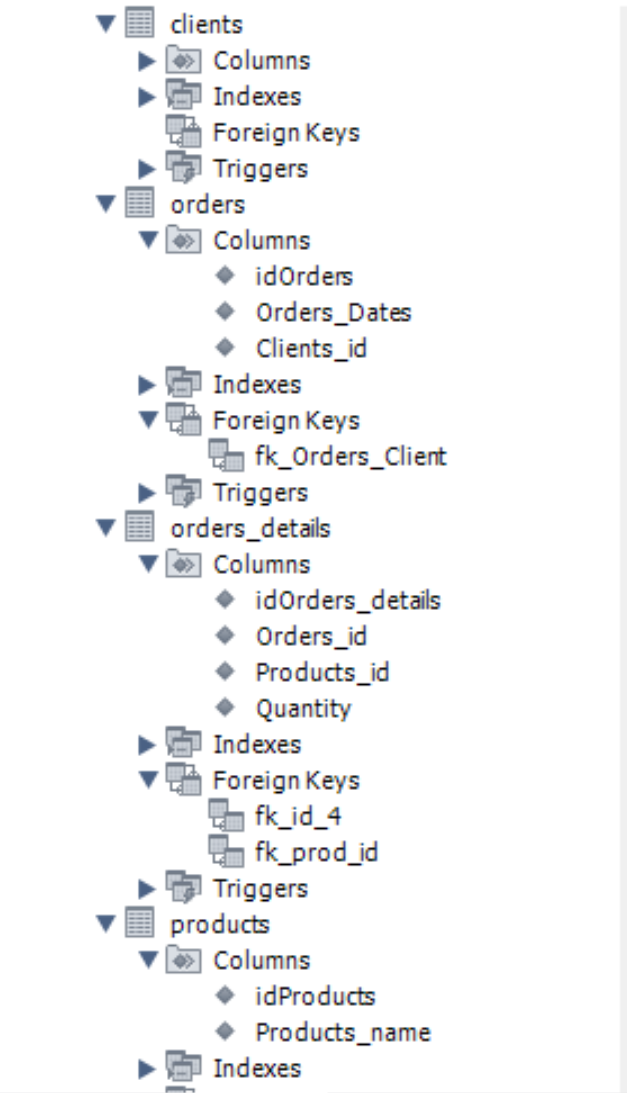 clients
Columns
Indexes
Foreign Keys
Triggers
orders
Columns
idOrders
Orders_Dates
Clients_id
Indexes
Foreign Keys
fk_Orders_Client
Triggers
orders_details
Columns
idOrders_details
Orders_id
Products_id
Quantity
Indexes
Foreign Keys
fk_id_4
fk_prod_id
Triggers
products
Columns
idProducts
Products_name
Indexes